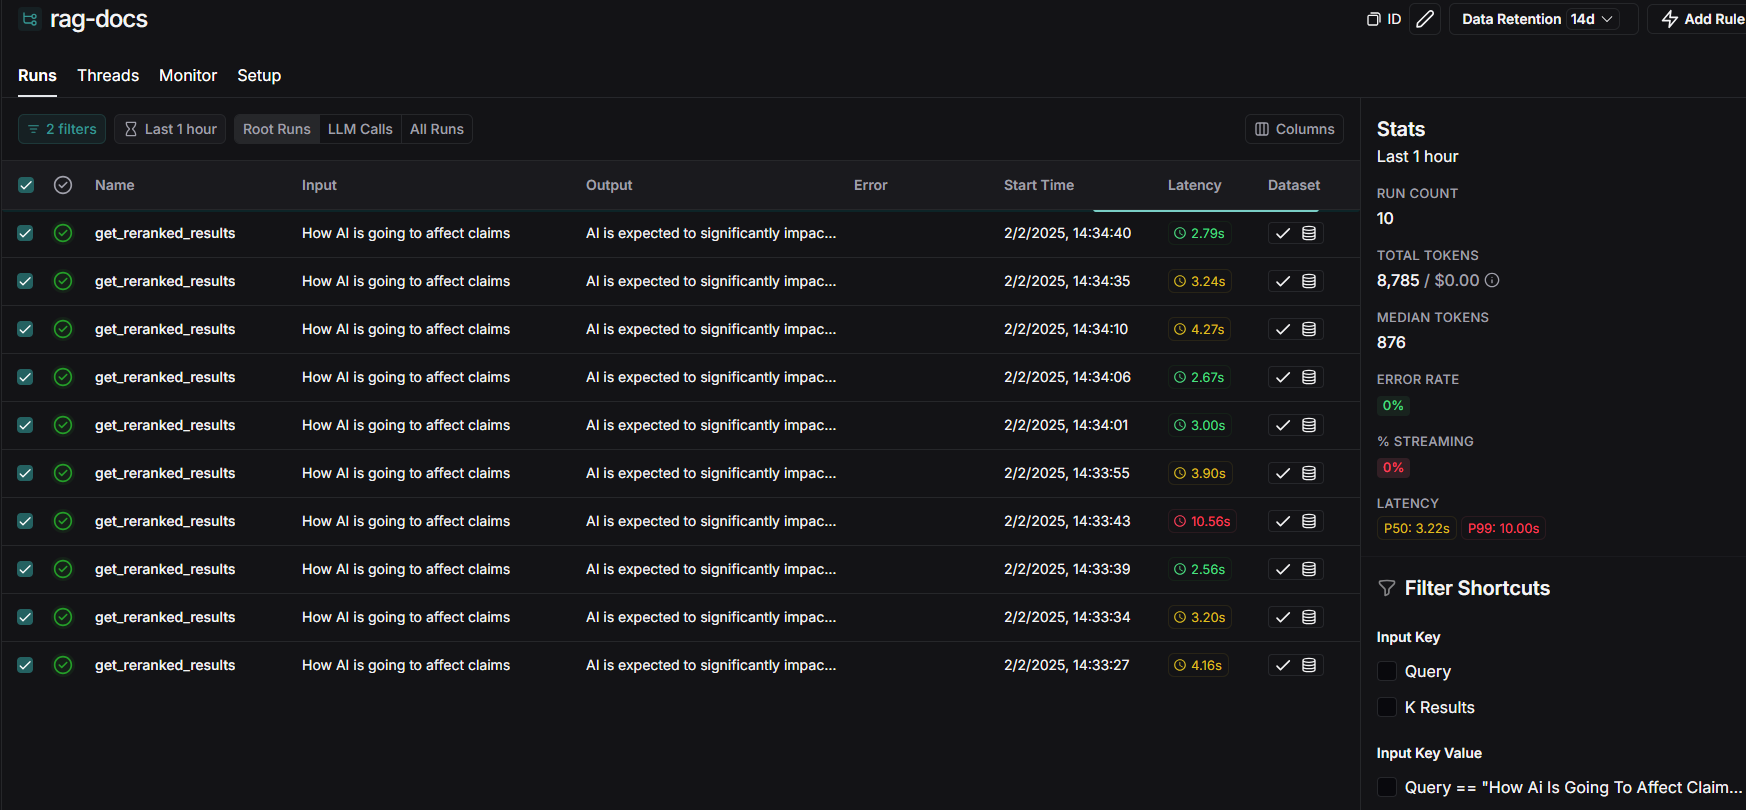 rag-docs
ID
Data Retention 14d
Add Rule
Runs Threads Monitor Setup
2 filters Last 1 hour Root Runs LLM Calls All Runs Columns
Name Input Output Error Start Time Latency Dataset
get_reranked_results How AI is going to affect claims AI is expected to significantly impac... 2/2/2025, 14:34:40 2.79s
get_reranked_results How AI is going to affect claims AI is expected to significantly impac... 2/2/2025, 14:34:35 3.24s
get_reranked_results How AI is going to affect claims AI is expected to significantly impac... 2/2/2025, 14:34:10 4.27s
get_reranked_results How AI is going to affect claims AI is expected to significantly impac... 2/2/2025, 14:34:06 2.67s
get_reranked_results How AI is going to affect claims AI is expected to significantly impac... 2/2/2025, 14:34:01 3.00s
get_reranked_results How AI is going to affect claims AI is expected to significantly impac... 2/2/2025, 14:33:55 3.90s
get_reranked_results How AI is going to affect claims AI is expected to significantly impac... 2/2/2025, 14:33:43 10.56s
get_reranked_results How AI is going to affect claims AI is expected to significantly impac... 2/2/2025, 14:33:39 2.56s
get_reranked_results How AI is going to affect claims AI is expected to significantly impac... 2/2/2025, 14:33:34 3.20s
get_reranked_results How AI is going to affect claims AI is expected to significantly impac... 2/2/2025, 14:33:27 4.16s
Stats
Last 1 hour
RUN COUNT
10
TOTAL TOKENS
8,785 / $0.00
MEDIAN TOKENS
876
ERROR RATE
0%
% STREAMING
0%
LATENCY
P50: 3.22s P99: 10.00s
Filter Shortcuts
Input Key
Query
K Results
Input Key Value
Query == "How Ai Is Going To Affect Claim...